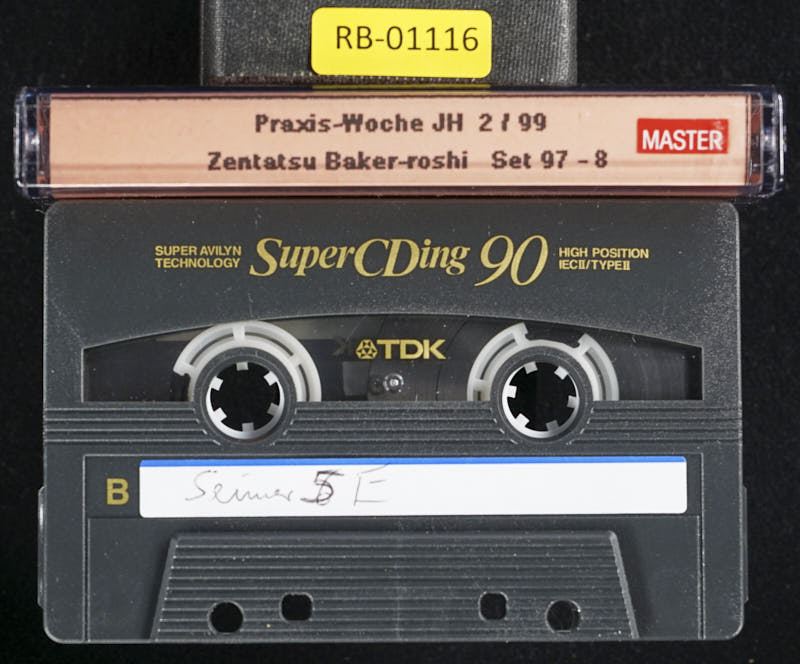 RB-01116
Praxis-Woche JH 2/99
Zentatsu Baker-roshi Set 97-8
MASTER
SUPER AVILYN
TECHNOLOGY
SuperCDing 90
HIGH POSITION
IECII/TYPEII
TDK
B
5 E